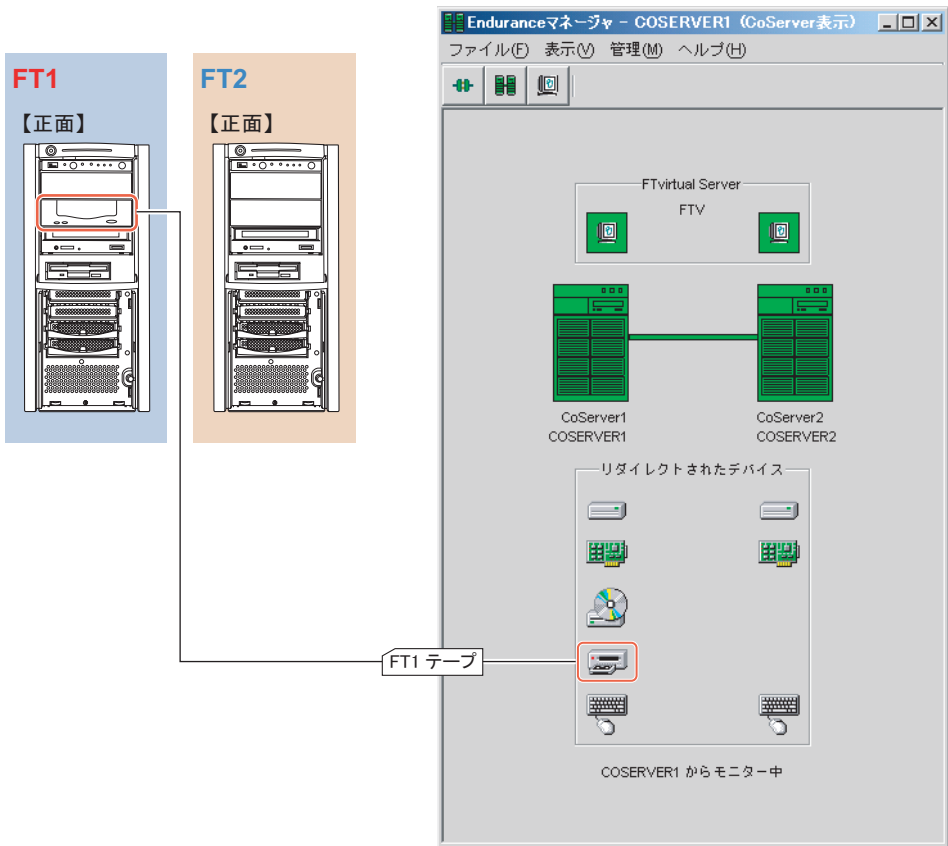 Enduranceマネージャ - COSERVER1 (CoServer表示)
ファイル(F) 表示(V) 管理(M) ヘルプ(H)
FT1
【正面】
FT2
【正面】
FTvirtual Server
FTV
CoServer1
COSERVER1
CoServer2
COSERVER2
リダイレクトされたデバイス
FT1 テープ
COSERVER1 からモニター中